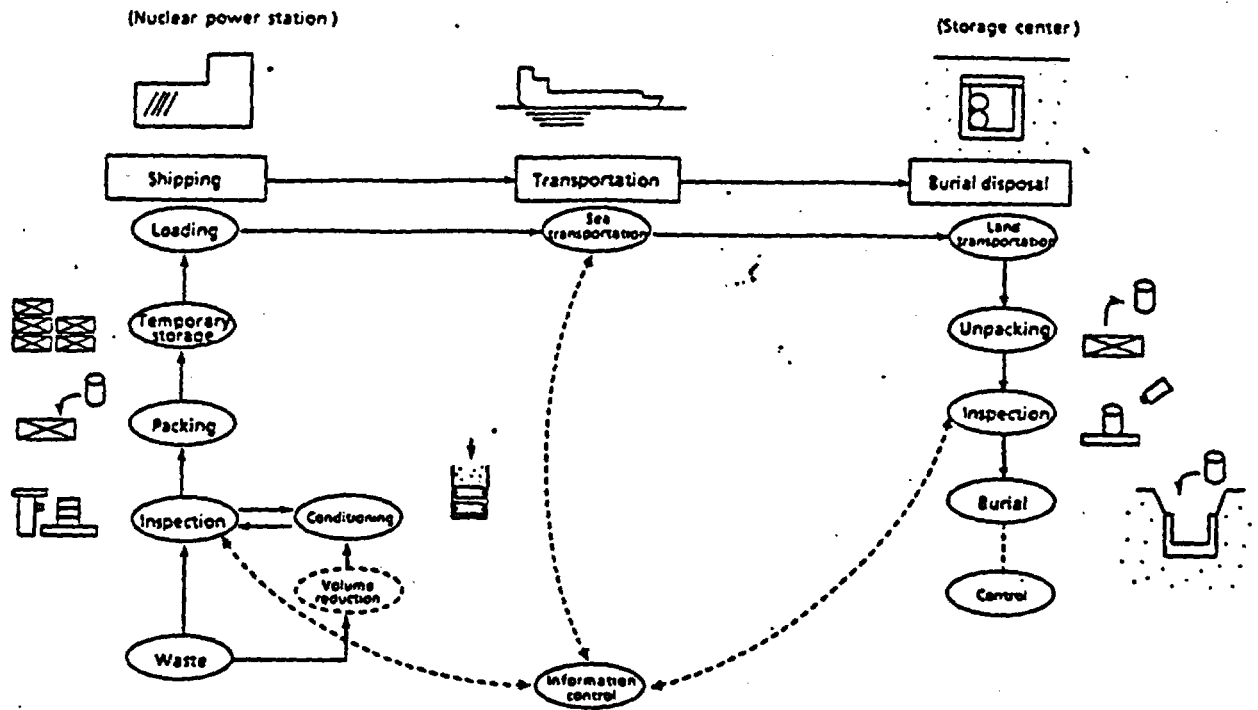 (Nuclear power station)
(Storage center)
Shipping
Transportation
Burial disposal
Loading
Sea
transportation
Land
transportation
Temporary
storage
Unpacking
Packing
Inspection
Inspection
Conditioning
Burial
Volume
reduction
Control
Waste
Information
control